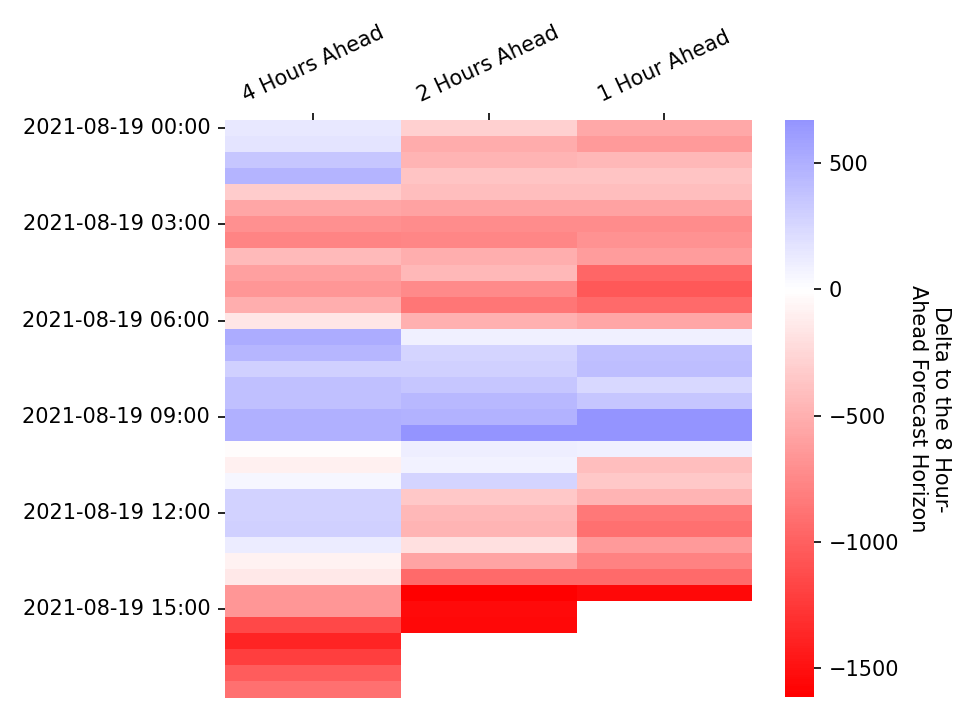 4 Hours Ahead
2 Hours Ahead
1 Hour Ahead
2021-08-19 00:00
2021-08-19 03:00
2021-08-19 06:00
2021-08-19 09:00
2021-08-19 12:00
2021-08-19 15:00
500
0
−500
−1000
−1500
Delta to the 8 Hour-
Ahead Forecast Horizon